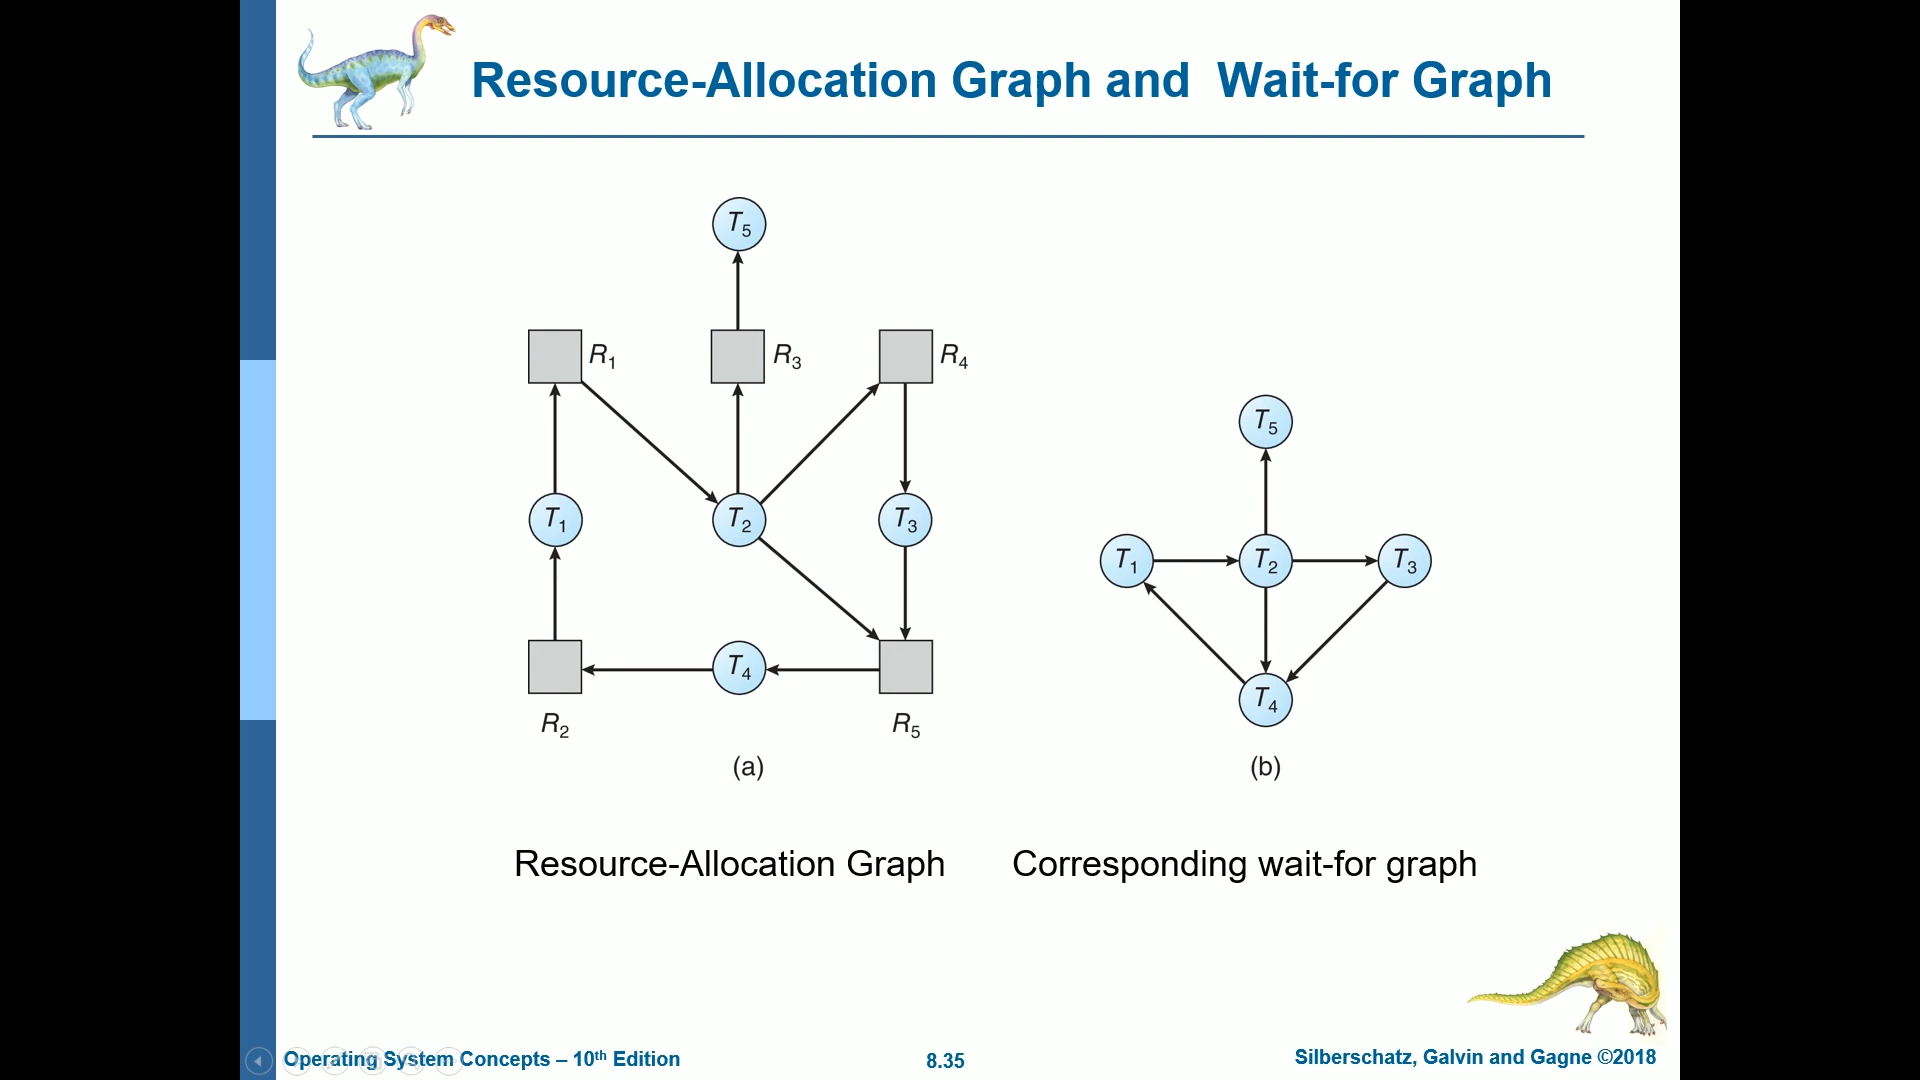 Resource-Allocation Graph and Wait-for Graph
T5
R1
R3
R4
T1
T2
T3
T4
R2
R5
(a)
T5
T1
T2
T3
T4
(b)
Resource-Allocation Graph
Corresponding wait-for graph
Operating System Concepts – 10th Edition
8.35
Silberschatz, Galvin and Gagne ©2018